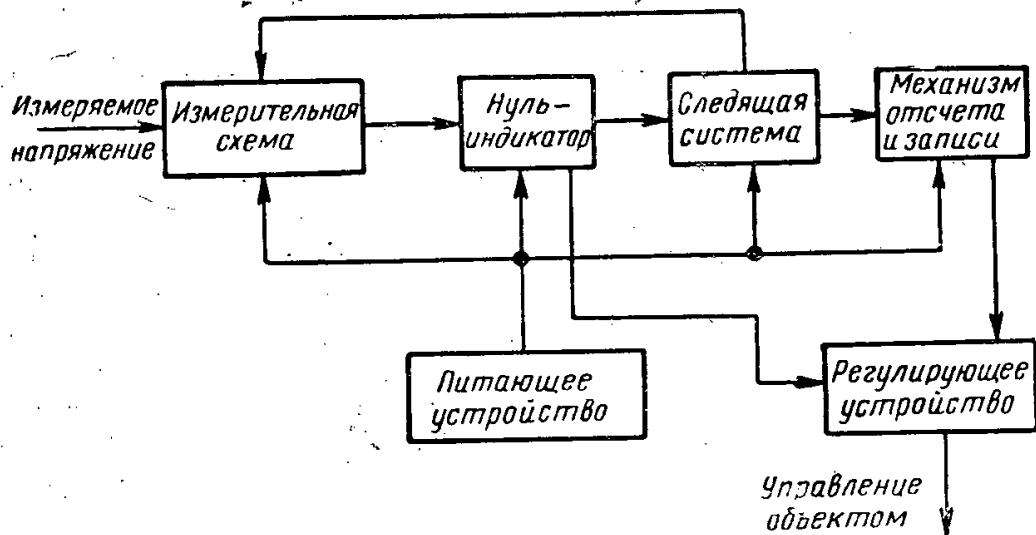 Измеряемое
напряжение
Измерительная
схема
Нуль-
индикатор
Следящая
система
Механизм
отсчета
и записи
Питающее
устройство
Регулирующее
устройство
Управление
объектом